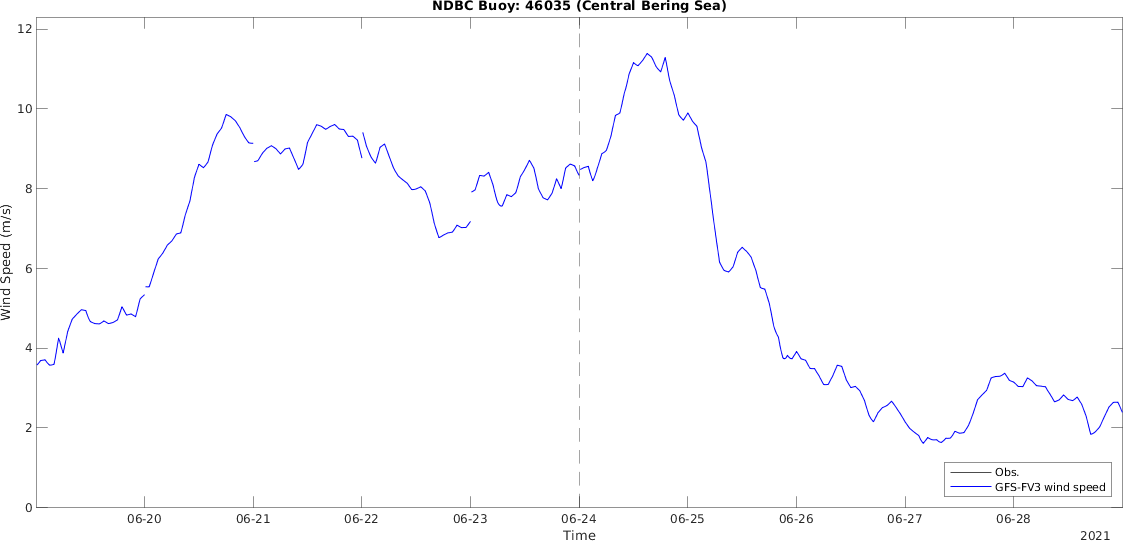 NDBC Buoy: 46035 (Central Bering Sea)
12
10
8
6
4
2
0
Wind Speed (m/s)
06-20 06-21 06-22 06-23 06-24 06-25 06-26 06-27 06-28
Time
2021
Obs.
GFS-FV3 wind speed